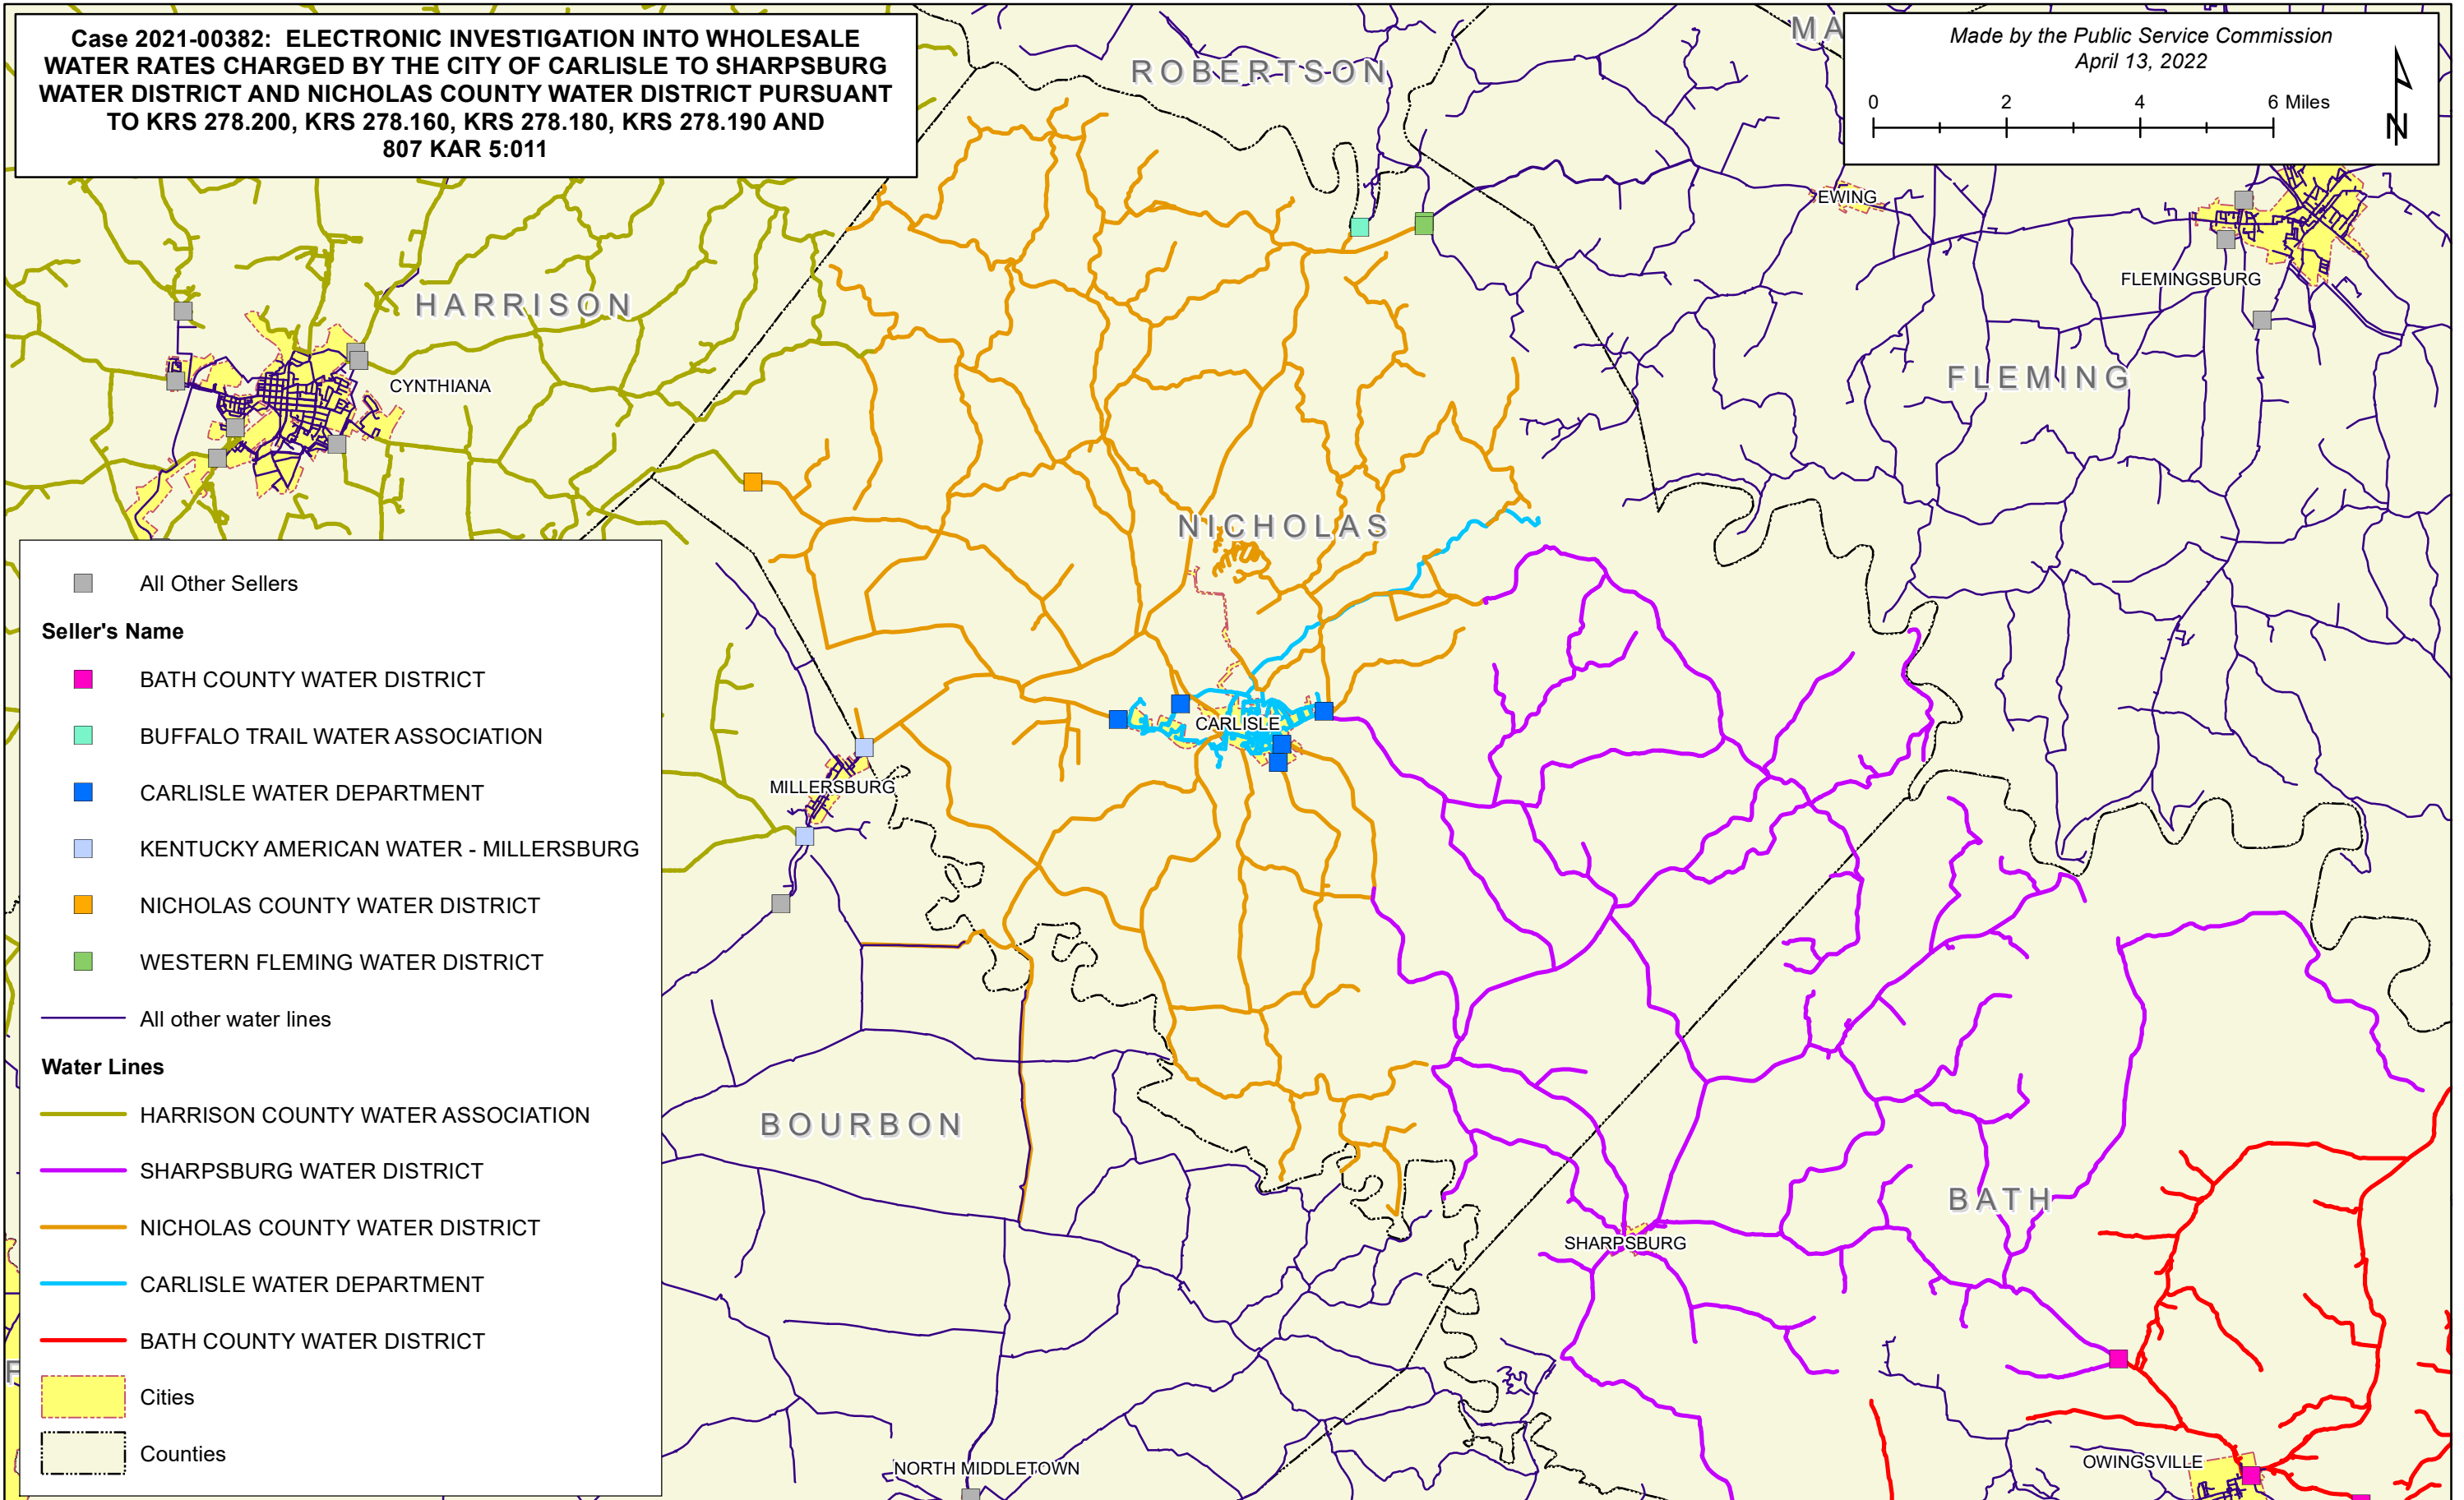 Case 2021-00382: ELECTRONIC INVESTIGATION INTO WHOLESALE
WATER RATES CHARGED BY THE CITY OF CARLISLE TO SHARPSBURG
WATER DISTRICT AND NICHOLAS COUNTY WATER DISTRICT PURSUANT
TO KRS 278.200, KRS 278.160, KRS 278.180, KRS 278.190 AND
807 KAR 5:011
Made by the Public Service Commission
April 13, 2022
0 2 4 6 Miles
N
MA
ROBERTSON
EWING
FLEMINGSBURG
HARRISON
CYNTHIANA
FLEMING
NICHOLAS
CARLISLE
MILLERSBURG
BOURBON
BATH
SHARPSBURG
OWINGSVILLE
NORTH MIDDLETOWN
All Other Sellers
Seller's Name
BATH COUNTY WATER DISTRICT
BUFFALO TRAIL WATER ASSOCIATION
CARLISLE WATER DEPARTMENT
KENTUCKY AMERICAN WATER - MILLERSBURG
NICHOLAS COUNTY WATER DISTRICT
WESTERN FLEMING WATER DISTRICT
All other water lines
Water Lines
HARRISON COUNTY WATER ASSOCIATION
SHARPSBURG WATER DISTRICT
NICHOLAS COUNTY WATER DISTRICT
CARLISLE WATER DEPARTMENT
BATH COUNTY WATER DISTRICT
Cities
Counties